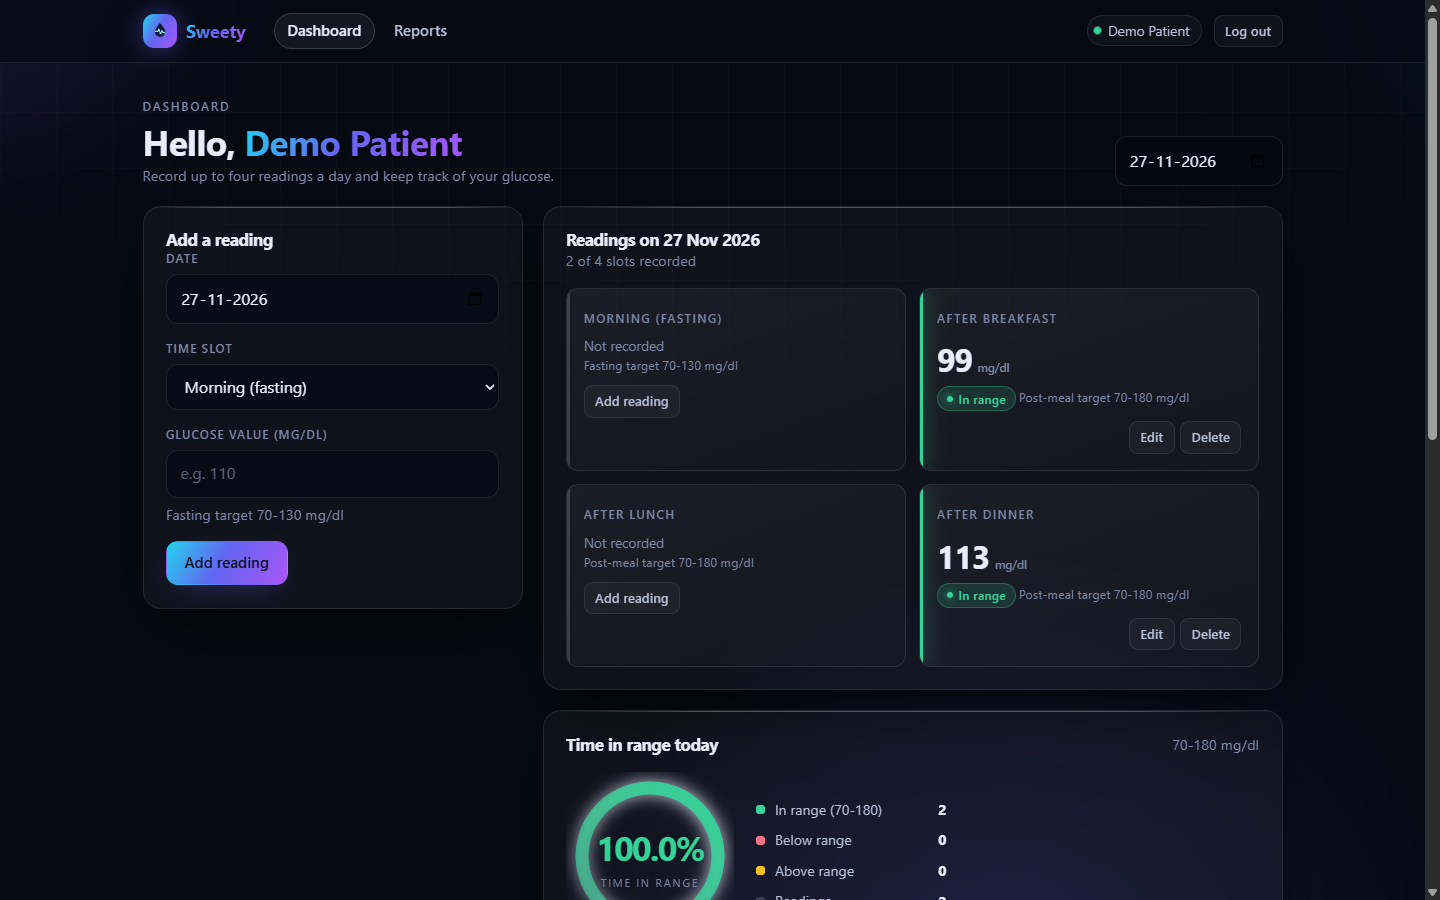 Sweety
Dashboard
Reports
Demo Patient
Log out
DASHBOARD
Hello, Demo Patient
Record up to four readings a day and keep track of your glucose.
27-11-2026
Add a reading
DATE
27-11-2026
TIME SLOT
Morning (fasting)
GLUCOSE VALUE (MG/DL)
e.g. 110
Fasting target 70-130 mg/dl
Add reading
Readings on 27 Nov 2026
2 of 4 slots recorded
MORNING (FASTING)
Not recorded
Fasting target 70-130 mg/dl
Add reading
AFTER BREAKFAST
99 mg/dl
In range Post-meal target 70-180 mg/dl
Edit Delete
AFTER LUNCH
Not recorded
Post-meal target 70-180 mg/dl
Add reading
AFTER DINNER
113 mg/dl
In range Post-meal target 70-180 mg/dl
Edit Delete
Time in range today
70-180 mg/dl
100.0%
TIME IN RANGE
In range (70-180) 2
Below range 0
Above range 0